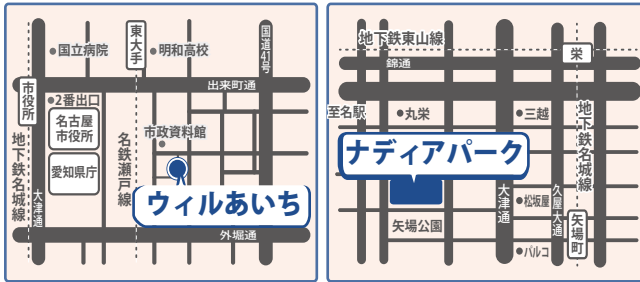 国立病院
東大手
明和高校
国道41号
出来町通
市役所
2番出口
名古屋
市役所
市政資料館
愛知県庁
地下鉄名城線
大津通
名鉄瀬戸線
ウィルあいち
外堀通
地下鉄東山線
栄
錦通
至名駅
丸栄
三越
地下鉄名城線
ナディアパーク
大津通
松坂屋
久屋大通
矢場公園
矢場町
パルコ